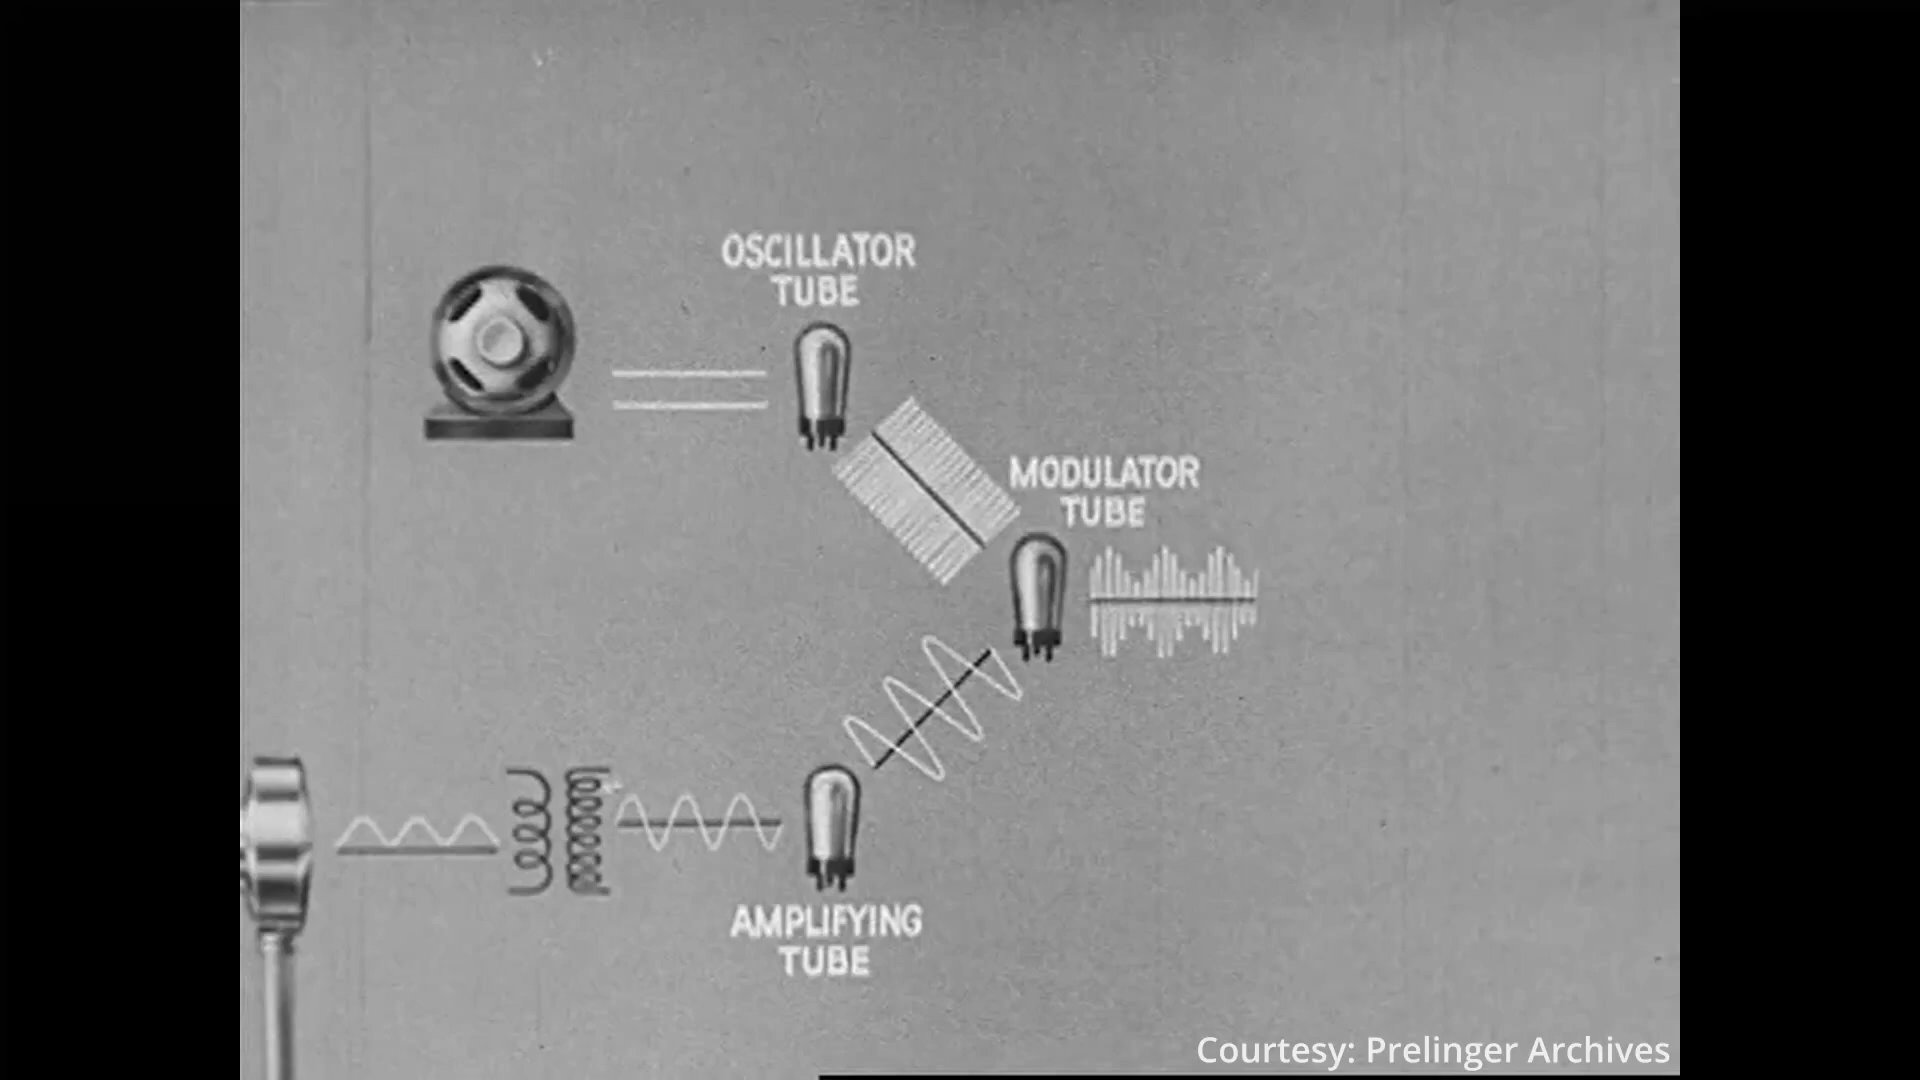 OSCILLATOR
TUBE
MODULATOR
TUBE
AMPLIFYING
TUBE
Courtesy: Prelinger Archives